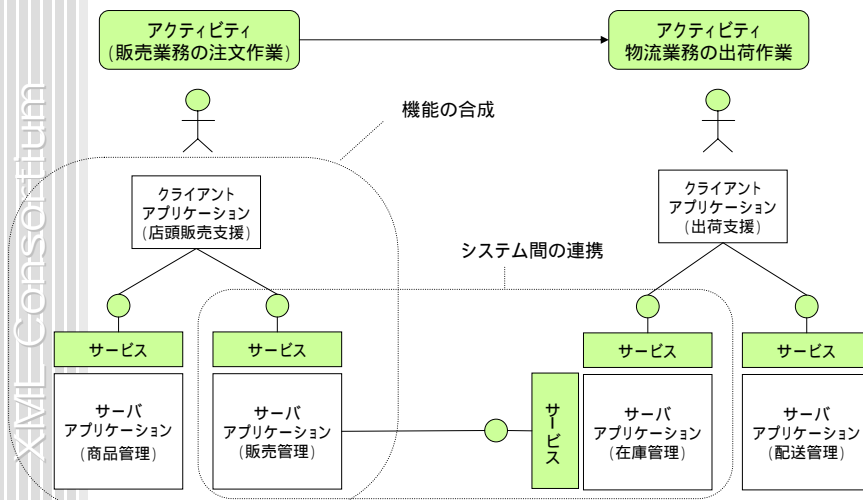 アクティビティ
(販売業務の注文作業)
アクティビティ
物流業務の出荷作業
機能の合成
クライアント
アプリケーション
(店頭販売支援)
クライアント
アプリケーション
(出荷支援)
システム間の連携
サービス
サービス
サービス
サービス
サーバ
アプリケーション
(商品管理)
サーバ
アプリケーション
(販売管理)
サービス
サーバ
アプリケーション
(在庫管理)
サーバ
アプリケーション
(配送管理)
XML Consortium